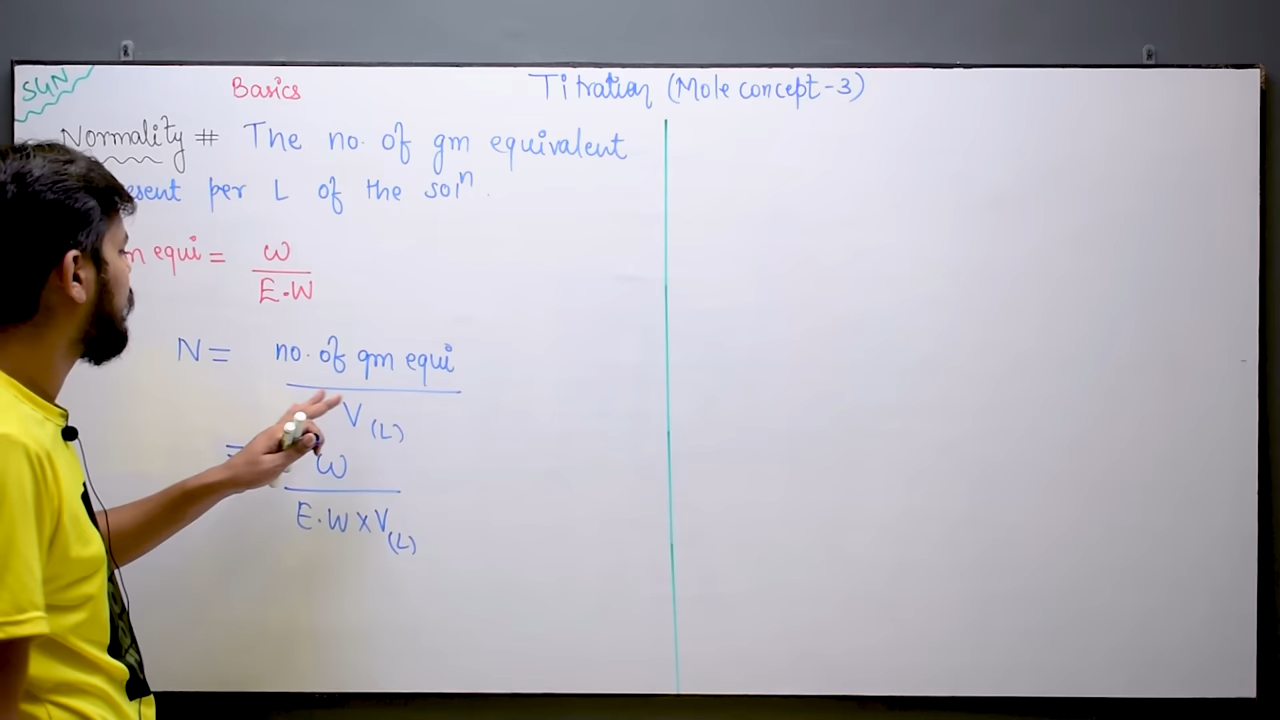 SGN
Basics
Titration (Mole concept-3)
Normality # The no. of gm equivalent
esent per L of the solⁿ.
m equi = w
E.W
N = no. of gm equi
V(L)
= w
E.W x V(L)